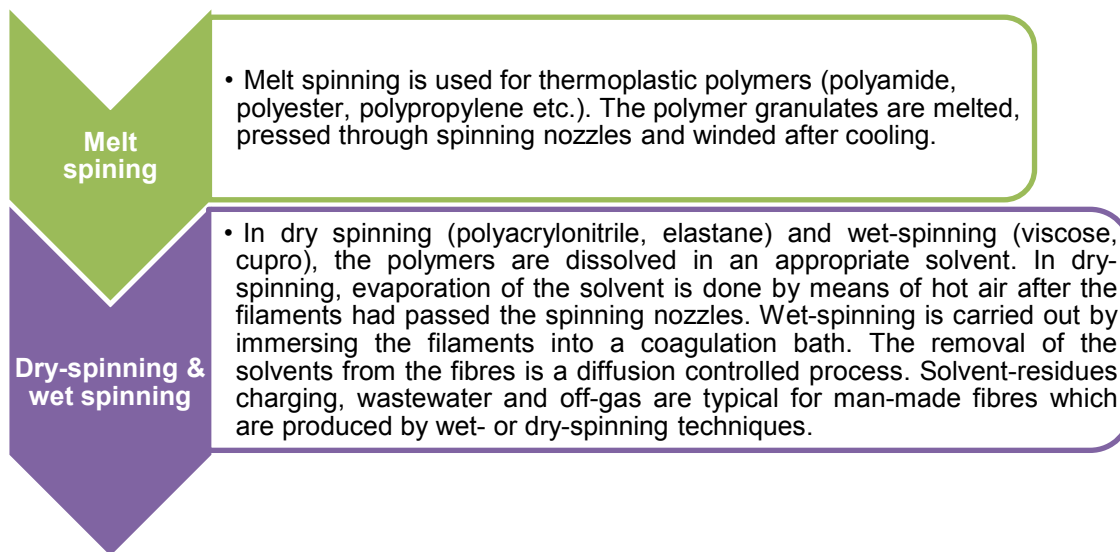 Melt
spining
• Melt spinning is used for thermoplastic polymers (polyamide,
polyester, polypropylene etc.). The polymer granulates are melted,
pressed through spinning nozzles and winded after cooling.
Dry-spinning &
wet spinning
• In dry spinning (polyacrylonitrile, elastane) and wet-spinning (viscose,
cupro), the polymers are dissolved in an appropriate solvent. In dry-
spinning, evaporation of the solvent is done by means of hot air after the
filaments had passed the spinning nozzles. Wet-spinning is carried out by
immersing the filaments into a coagulation bath. The removal of the
solvents from the fibres is a diffusion controlled process. Solvent-residues
charging, wastewater and off-gas are typical for man-made fibres which
are produced by wet- or dry-spinning techniques.